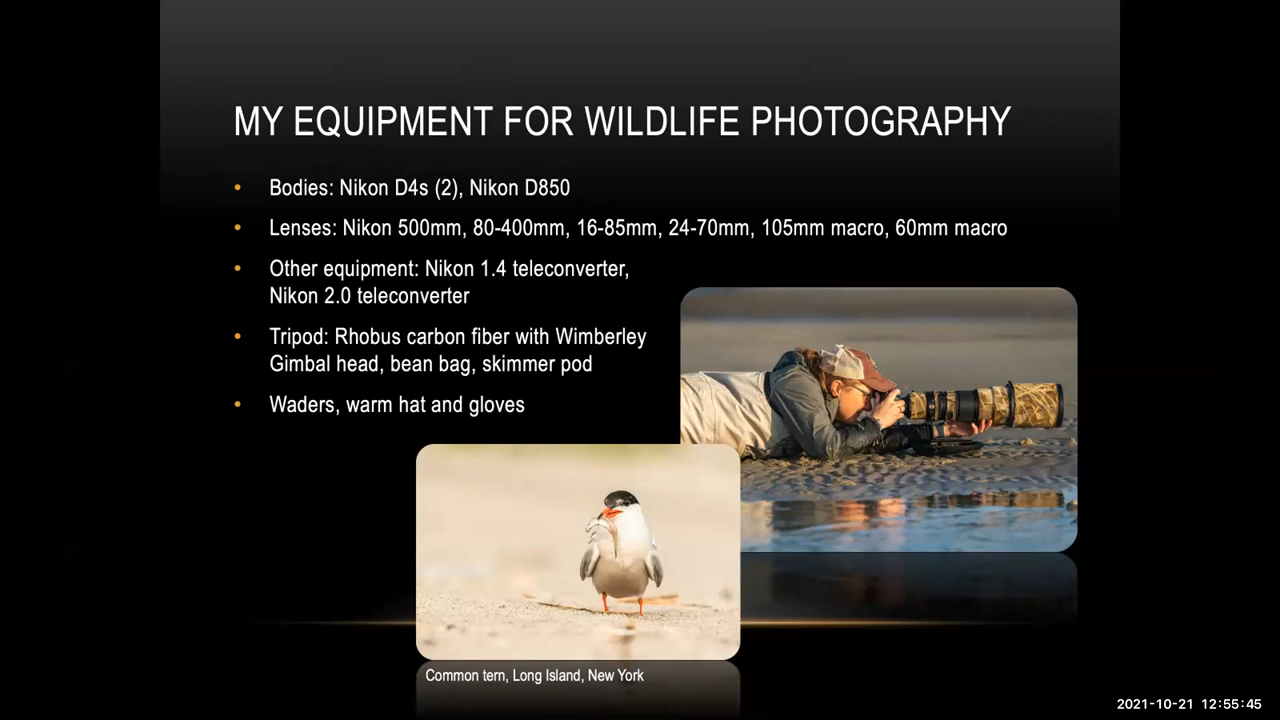 MY EQUIPMENT FOR WILDLIFE PHOTOGRAPHY
• Bodies: Nikon D4s (2), Nikon D850
• Lenses: Nikon 500mm, 80-400mm, 16-85mm, 24-70mm, 105mm macro, 60mm macro
• Other equipment: Nikon 1.4 teleconverter,
Nikon 2.0 teleconverter
• Tripod: Rhobus carbon fiber with Wimberley
Gimbal head, bean bag, skimmer pod
• Waders, warm hat and gloves
Common tern, Long Island, New York
2021-10-21 12:55:45